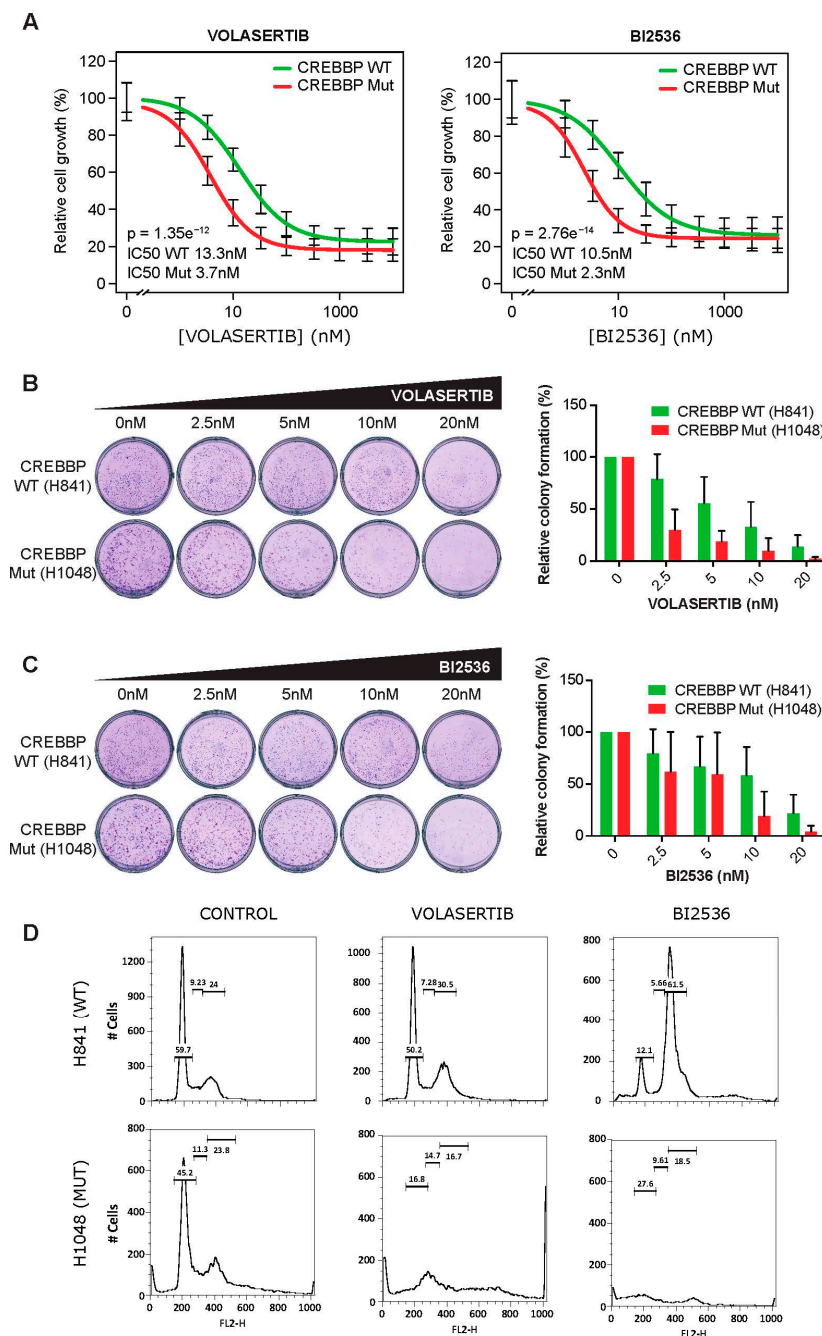 A
VOLASERTIB
CREBBP WT
CREBBP Mut
Relative cell growth (%)
120
100
80
60
40
20
0
p = 1.35e⁻¹²
IC50 WT 13.3nM
IC50 Mut 3.7nM
0 10 1000
[VOLASERTIB] (nM)
BI2536
CREBBP WT
CREBBP Mut
Relative cell growth (%)
120
100
80
60
40
20
0
p = 2.76e⁻¹⁴
IC50 WT 10.5nM
IC50 Mut 2.3nM
0 10 1000
[BI2536] (nM)
B
VOLASERTIB
0nM 2.5nM 5nM 10nM 20nM
CREBBP
WT (H841)
CREBBP
Mut (H1048)
Relative colony formation (%)
150
100
50
0
CREBBP WT (H841)
CREBBP Mut (H1048)
0 2.5 5 10 20
VOLASERTIB (nM)
C
BI2536
0nM 2.5nM 5nM 10nM 20nM
CREBBP
WT (H841)
CREBBP
Mut (H1048)
Relative colony formation (%)
150
100
50
0
CREBBP WT (H841)
CREBBP Mut (H1048)
0 2.5 5 10 20
BI2536 (nM)
D
CONTROL
VOLASERTIB
BI2536
H841 (WT)
# Cells
1200
900
600
300
0
9.23 24
59.7
1000
800
600
400
200
0
7.28 30.5
50.2
800
600
400
200
0
5.66 61.5
12.1
H1048 (MUT)
# Cells
800
600
400
200
0
11.3 23.8
45.2
0 200 400 600 800 1000
FL2-H
800
600
400
200
0
14.7 16.7
16.8
0 200 400 600 800 1000
FL2-H
800
600
400
200
0
9.61 18.5
27.6
0 200 400 600 800 1000
FL2-H